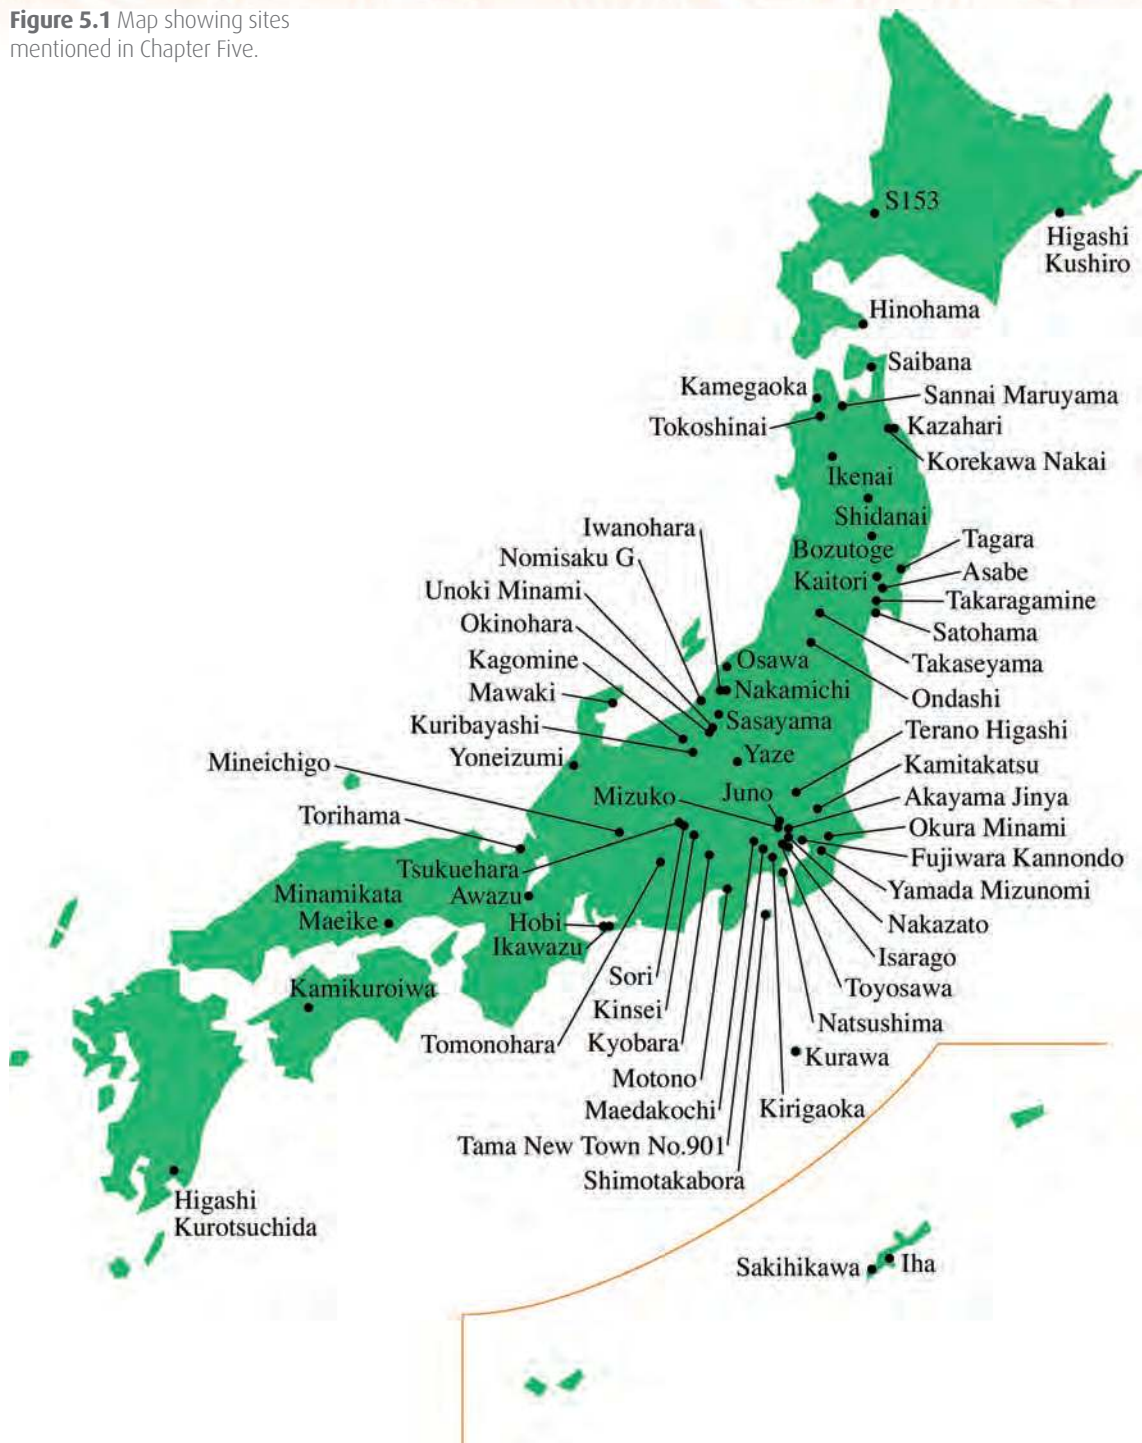 Figure 5.1 Map showing sites
mentioned in Chapter Five.
S153
Higashi
Kushiro
Hinohama
Saibana
Kamegaoka
Sannai Maruyama
Tokoshinai
Kazahari
Korekawa Nakai
Ikenai
Shidanai
Iwanohara
Bozutoge
Tagara
Nomisaku G
Kaitori
Asabe
Unoki Minami
Takaragamine
Okinohara
Satohama
Kagomine
Osawa
Takaseyama
Mawaki
Nakamichi
Ondashi
Kuribayashi
Sasayama
Terano Higashi
Yoneizumi
Yaze
Mineichigo
Kamitakatsu
Mizuko
Juno
Akayama Jinya
Torihama
Okura Minami
Tsukuehara
Fujiwara Kannondo
Minamikata
Maeike
Awazu
Yamada Mizunomi
Hobi
Nakazato
Ikawazu
Isarago
Sori
Toyosawa
Kamikuroiwa
Kinsei
Natsushima
Tomonohara
Kyobara
Kurawa
Motono
Maedakochi
Kirigaoka
Tama New Town No.901
Shimotakabora
Higashi
Kurotsuchida
Sakihikawa
Iha